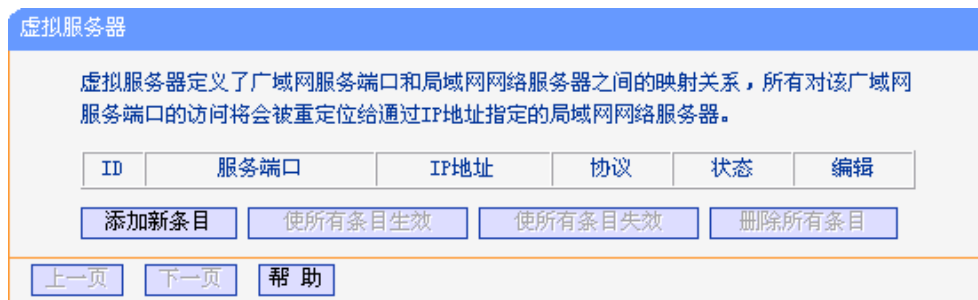 虚拟服务器
虚拟服务器定义了广域网服务端口和局域网网络服务器之间的映射关系，所有对该广域网
服务端口的访问将会被重定位给通过IP地址指定的局域网网络服务器。
ID 服务端口 IP地址 协议 状态 编辑
添加新条目 使所有条目生效 使所有条目失效 删除所有条目
上一页 下一页 帮 助